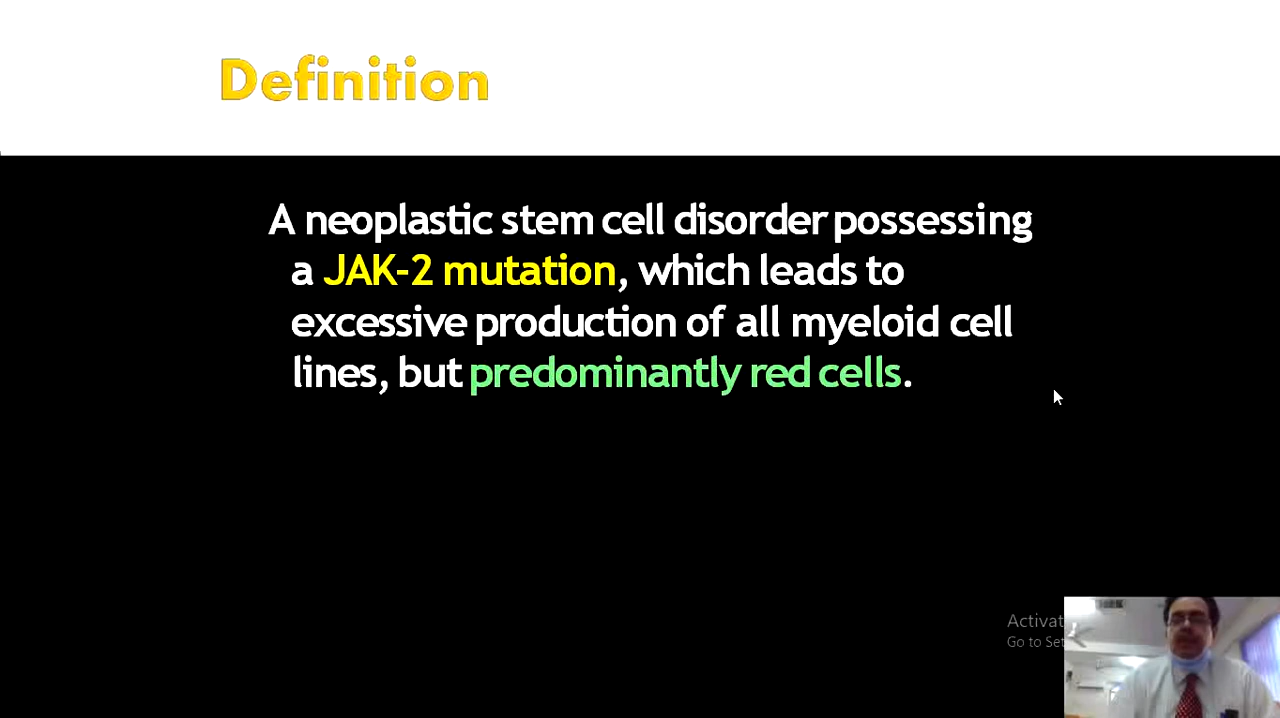 Definition
A neoplastic stem cell disorder possessing
a JAK-2 mutation, which leads to
excessive production of all myeloid cell
lines, but predominantly red cells.
Activat
Go to Set